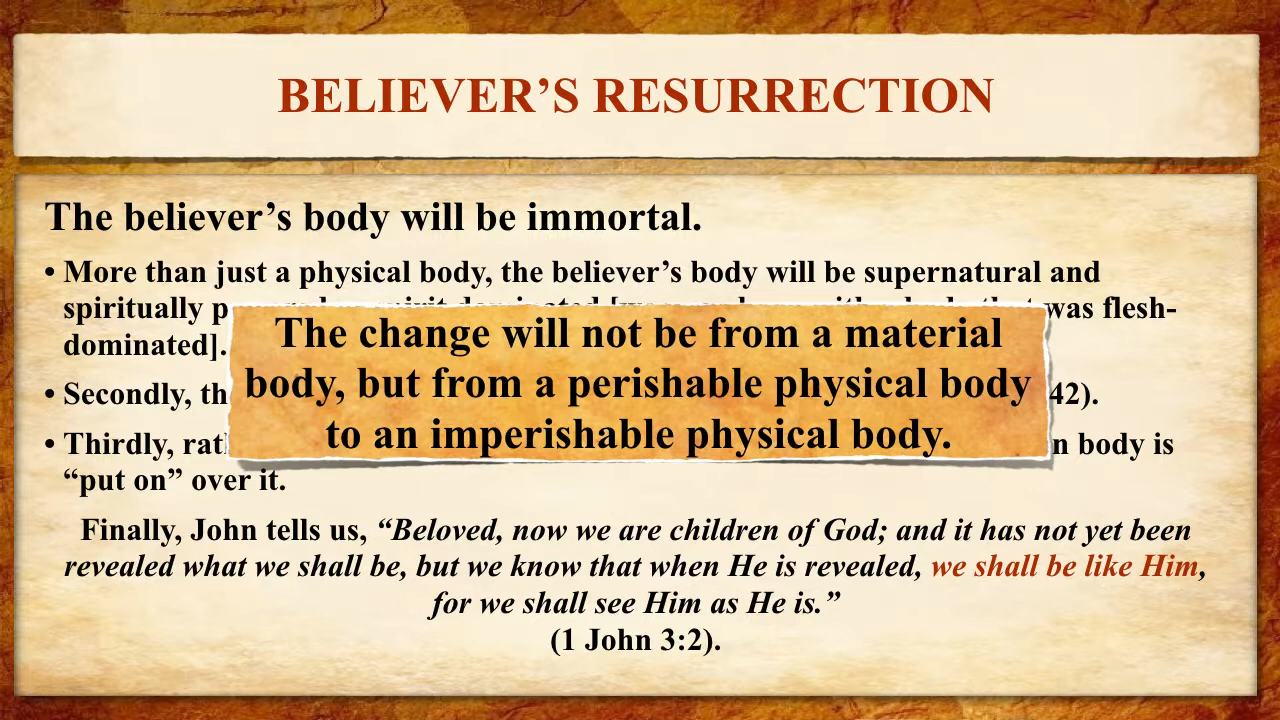 BELIEVER’S RESURRECTION
The believer’s body will be immortal.
• More than just a physical body, the believer’s body will be supernatural and
spiritually was flesh-
dominated].
• Secondly, 42).
• Thirdly, body is
“put on” over it.
The change will not be from a material
body, but from a perishable physical body
to an imperishable physical body.
Finally, John tells us, “Beloved, now we are children of God; and it has not yet been
revealed what we shall be, but we know that when He is revealed, we shall be like Him,
for we shall see Him as He is.”
(1 John 3:2).